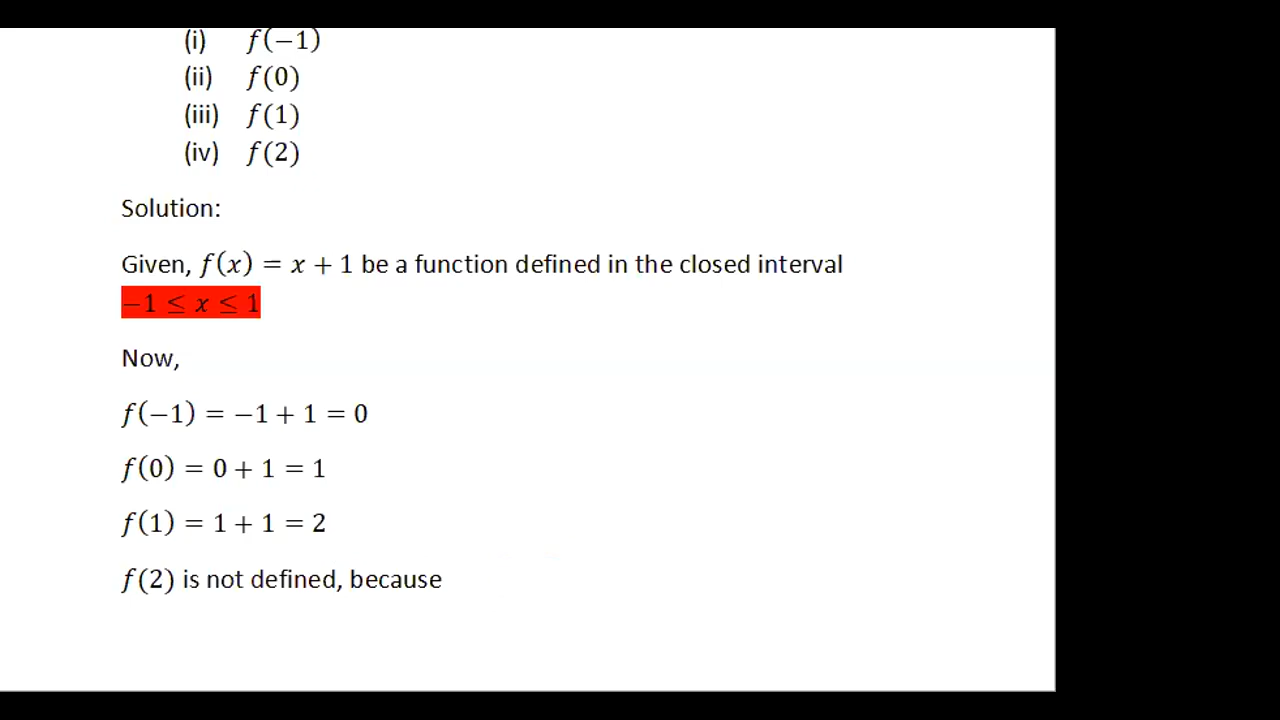 (i) f(−1)
(ii) f(0)
(iii) f(1)
(iv) f(2)
Solution:
Given, f(x) = x + 1 be a function defined in the closed interval
−1 ≤ x ≤ 1
Now,
f(−1) = −1 + 1 = 0
f(0) = 0 + 1 = 1
f(1) = 1 + 1 = 2
f(2) is not defined, because